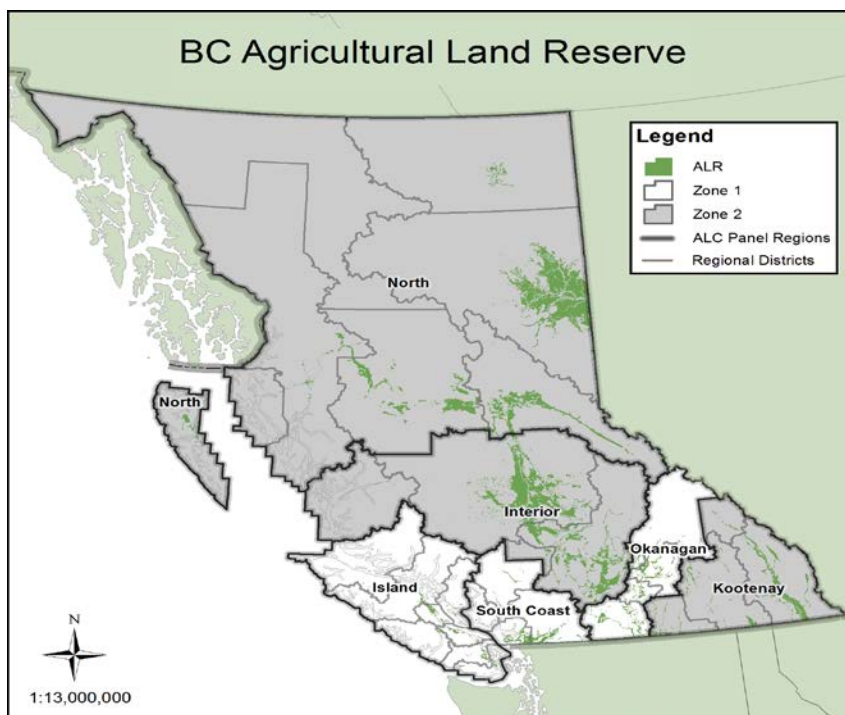 BC Agricultural Land Reserve
Legend
ALR
Zone 1
Zone 2
ALC Panel Regions
Regional Districts
North
North
Interior
Okanagan
Island
Kootenay
South Coast
N
1:13,000,000